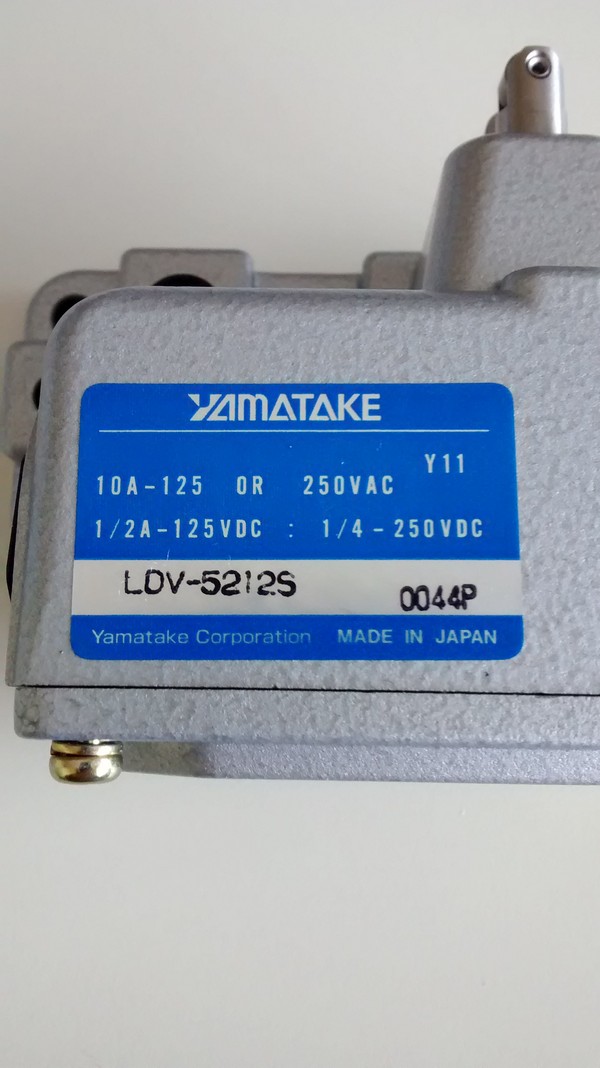 YAMATAKE
Y11
10A-125 OR 250VAC
1/2A-125VDC : 1/4-250VDC
LDV-5212S 0044P
Yamatake Corporation MADE IN JAPAN